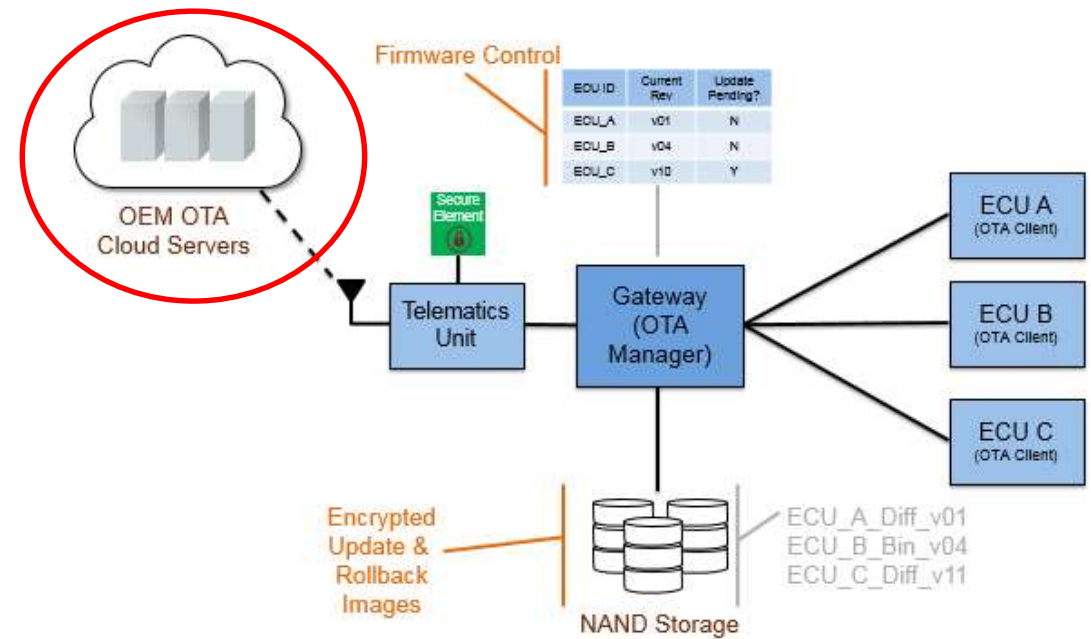 Firmware Control
ECU ID Current Rev Update Pending?
ECU_A v01 N
ECU_B v04 N
ECU_C v10 Y
OEM OTA
Cloud Servers
Secure
Element
Telematics
Unit
Gateway
(OTA
Manager)
ECU A
(OTA Client)
ECU B
(OTA Client)
ECU C
(OTA Client)
Encrypted
Update &
Rollback
Images
NAND Storage
ECU_A_Diff_v01
ECU_B_Bin_v04
ECU_C_Diff_v11